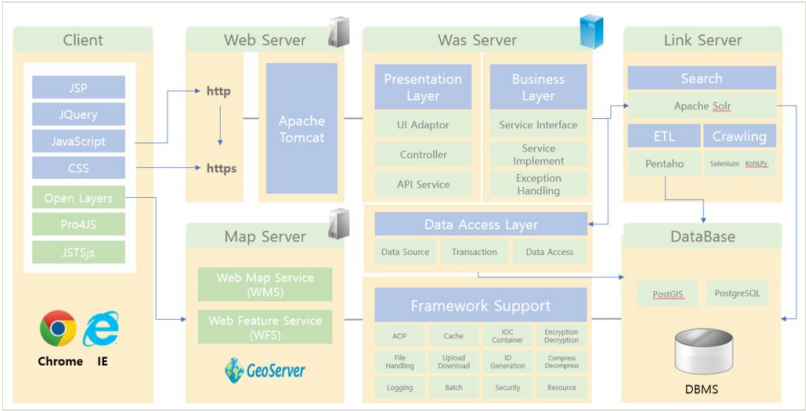 Client
JSP
JQuery
JavaScript
CSS
Open Layers
Pro4JS
JSTSjs
Chrome IE
Web Server
http
https
Apache
Tomcat
Map Server
Web Map Service
(WMS)
Web Feature Service
(WFS)
GeoServer
Was Server
Presentation
Layer
UI Adaptor
Controller
API Service
Business
Layer
Service Interface
Service
Implement
Exception
Handling
Data Access Layer
Data Source Transaction Data Access
Framework Support
AOP
Cache
IOC
Container
Encryption
Decryption
File
Handling
Upload
Download
ID
Generation
Compress
Decompress
Logging
Batch
Security
Resource
Link Server
Search
Apache Solr
ETL
Pentaho
Crawling
Selenium KoNLPy
DataBase
PostGIS
PostgreSQL
DBMS